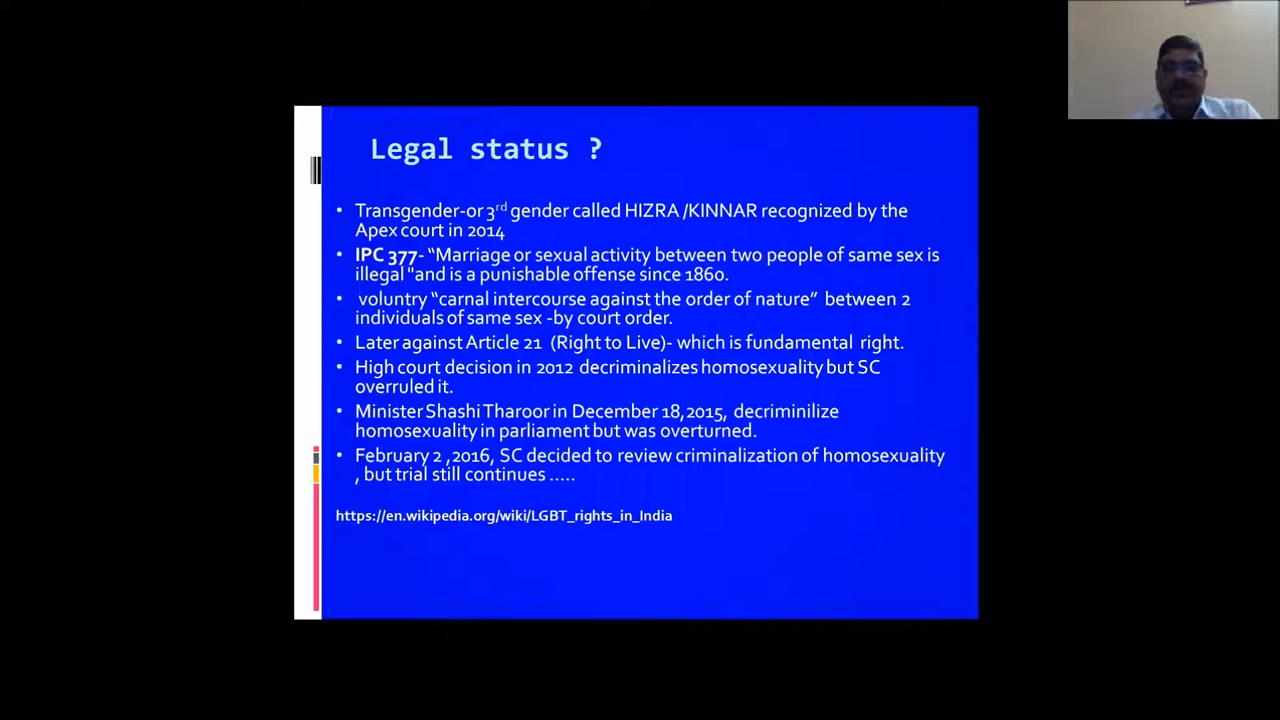 Legal status ?
• Transgender-or 3rd gender called HIZRA /KINNAR recognized by the
Apex court in 2014
• IPC 377- “Marriage or sexual activity between two people of same sex is
illegal "and is a punishable offense since 1860.
• voluntry “carnal intercourse against the order of nature” between 2
individuals of same sex -by court order.
• Later against Article 21 (Right to Live)- which is fundamental right.
• High court decision in 2012 decriminalizes homosexuality but SC
overruled it.
• Minister Shashi Tharoor in December 18,2015, decriminilize
homosexuality in parliament but was overturned.
• February 2 ,2016, SC decided to review criminalization of homosexuality
, but trial still continues .....
https://en.wikipedia.org/wiki/LGBT_rights_in_India